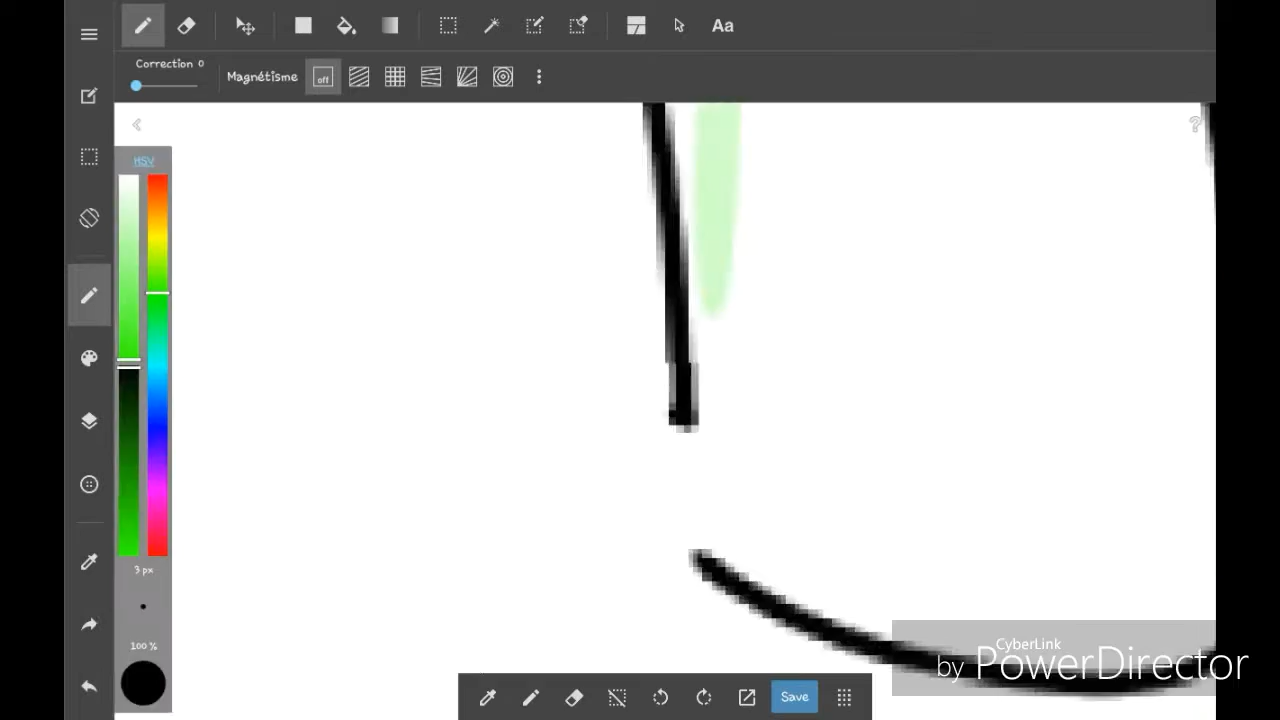 Aa
Correction 0
Magnétisme
off
HSV
3 px
100 %
Save
CyberLink
by PowerDirector